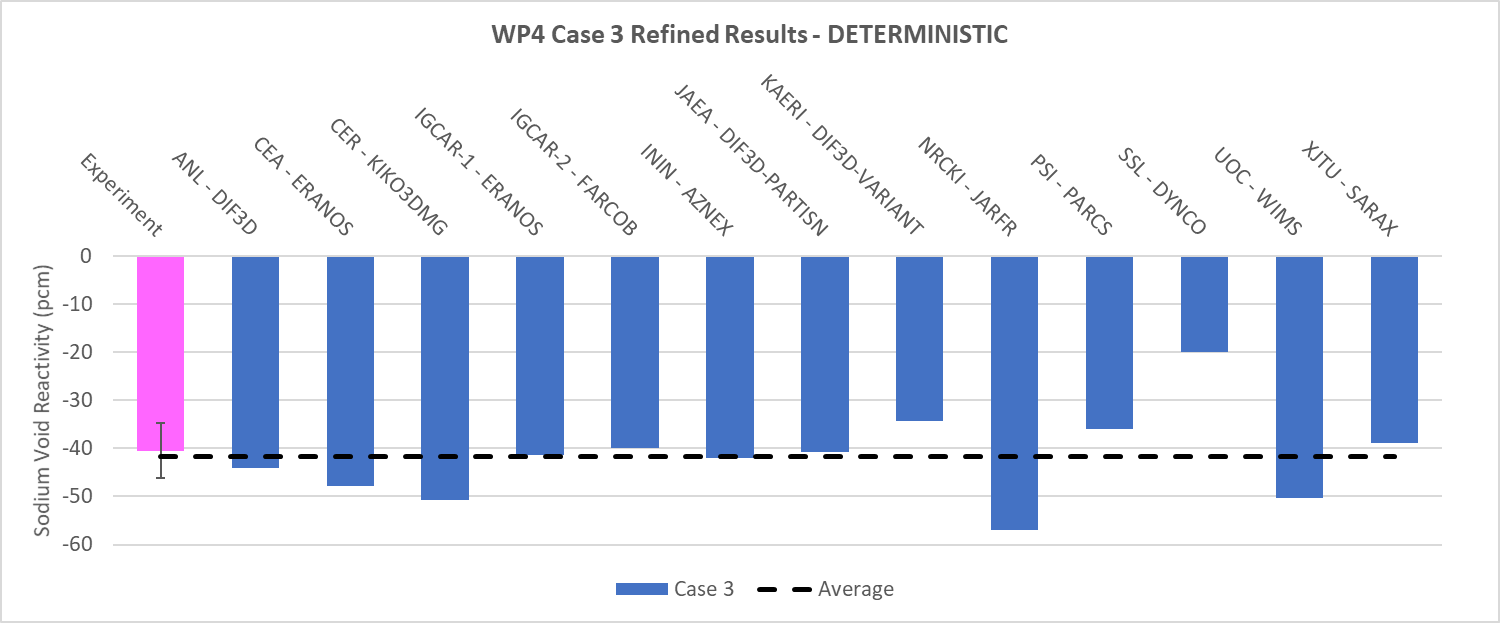 WP4 Case 3 Refined Results - DETERMINISTIC
Experiment
ANL - DIF3D
CEA - ERANOS
CER - KIKO3DMG
IGCAR-1 - ERANOS
IGCAR-2 - FARCOB
ININ - AZNEX
JAEA - DIF3D-PARTISN
KAERI - DIF3D-VARIANT
NRCKI - JARFR
PSI - PARCS
SSL - DYNCO
UOC - WIMS
XJTU - SARAX
Sodium Void Reactivity (pcm)
0
-10
-20
-30
-40
-50
-60
Case 3
Average